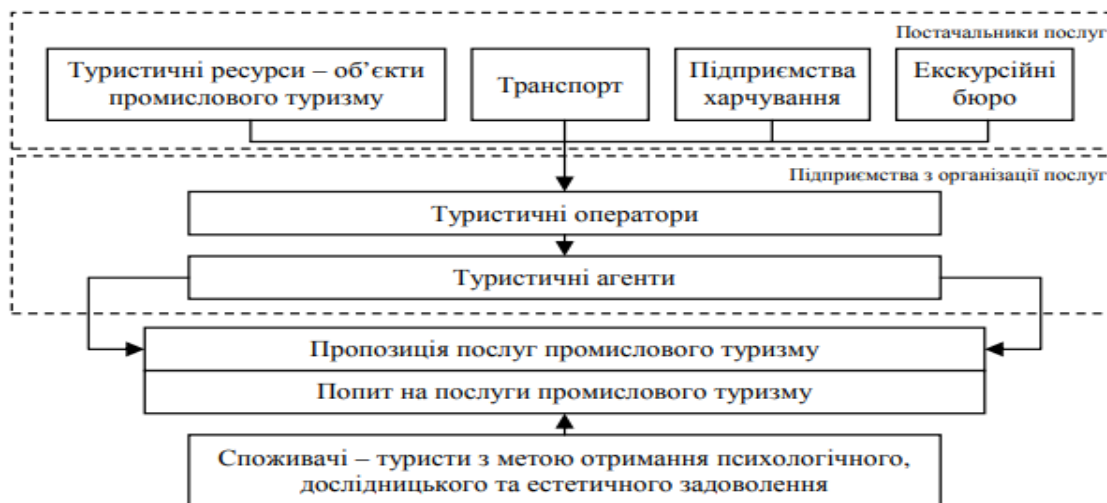 Постачальники послуг
Туристичні ресурси – об’єкти
промислового туризму
Транспорт
Підприємства
харчування
Екскурсійні
бюро
Підприємства з організації послуг
Туристичні оператори
Туристичні агенти
Пропозиція послуг промислового туризму
Попит на послуги промислового туризму
Споживачі – туристи з метою отримання психологічного,
дослідницького та естетичного задоволення